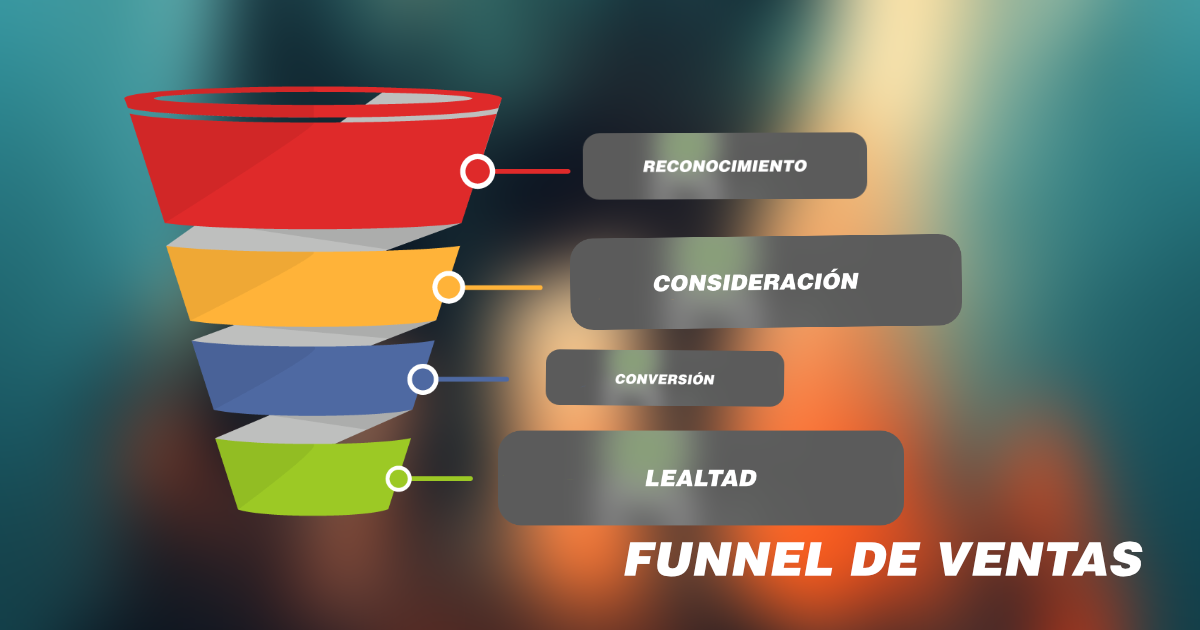 RECONOCIMIENTO
CONSIDERACIÓN
CONVERSIÓN
LEALTAD
FUNNEL DE VENTAS